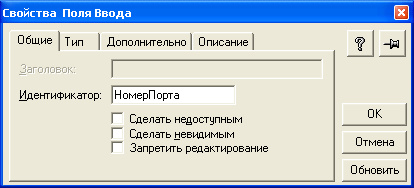 Свойства Поля Ввода
Общие Тип Дополнительно Описание
Заголовок:
Идентификатор: НомерПорта
Сделать недоступным
Сделать невидимым
Запретить редактирование
?
OK
Отмена
Обновить